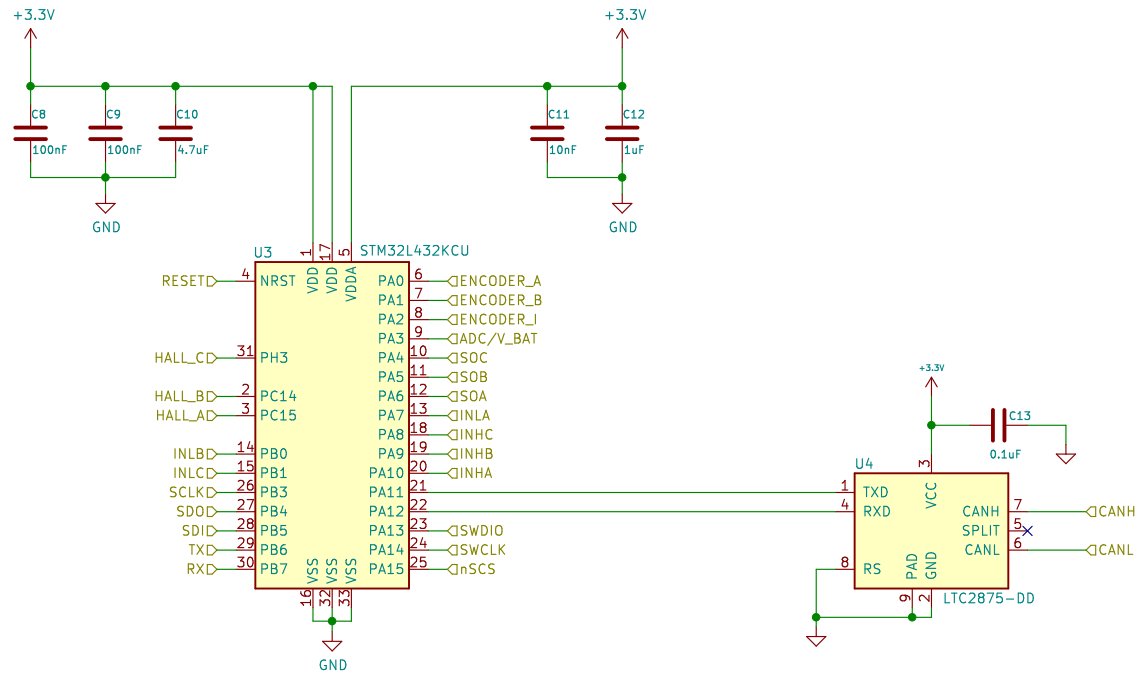 +3.3V
+3.3V
C8
C9
C10
C11
C12
100nF
100nF
4.7uF
10nF
1uF
GND
GND
U3
STM32L432KCU
1
17
5
VDD
VDD
VDDA
RESET
4
NRST
PA0
6
ENCODER_A
PA1
7
ENCODER_B
PA2
8
ENCODER_I
PA3
9
ADC/V_BAT
HALL_C
31
PH3
PA4
10
SOC
PA5
11
SOB
HALL_B
2
PC14
PA6
12
SOA
HALL_A
3
PC15
PA7
13
INLA
PA8
18
INHC
INLB
14
PB0
PA9
19
INHB
INLC
15
PB1
PA10
20
INHA
SCLK
26
PB3
PA11
21
SDO
27
PB4
PA12
22
SDI
28
PB5
PA13
23
SWDIO
TX
29
PB6
PA14
24
SWCLK
RX
30
PB7
PA15
25
nSCS
VSS
VSS
VSS
16
32
33
GND
+3.3V
C13
0.1uF
U4
3
VCC
1
TXD
4
RXD
CANH
7
CANH
SPLIT
5
CANL
6
CANL
8
RS
PAD
GND
9
2
LTC2875-DD